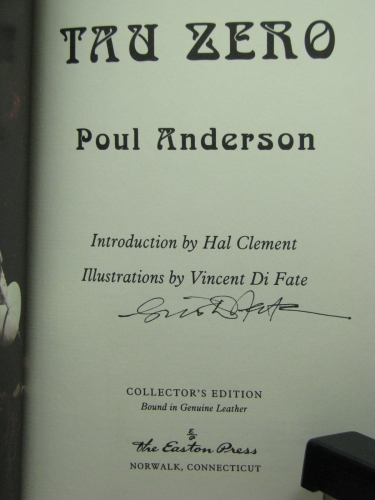 TAU ZERO
Poul Anderson
Introduction by Hal Clement
Illustrations by Vincent Di Fate
COLLECTOR'S EDITION
Bound in Genuine Leather
The Easton Press
NORWALK, CONNECTICUT